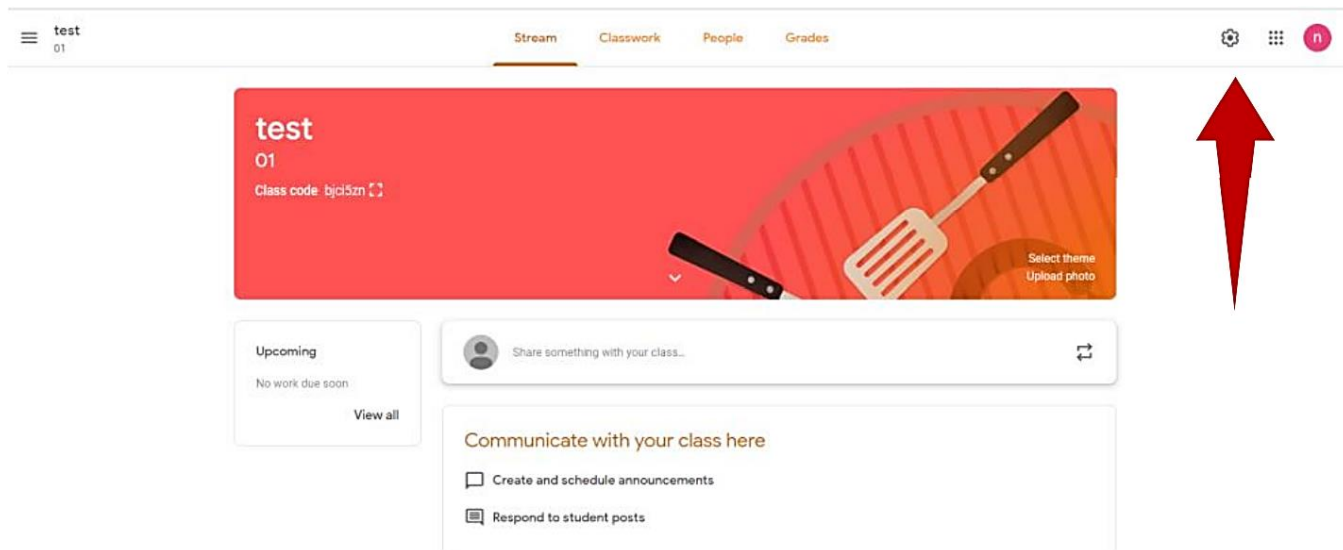 test
01
Stream Classwork People Grades
n
test
01
Class code bjci5zn
Select theme
Upload photo
Upcoming
No work due soon
View all
Share something with your class...
Communicate with your class here
Create and schedule announcements
Respond to student posts